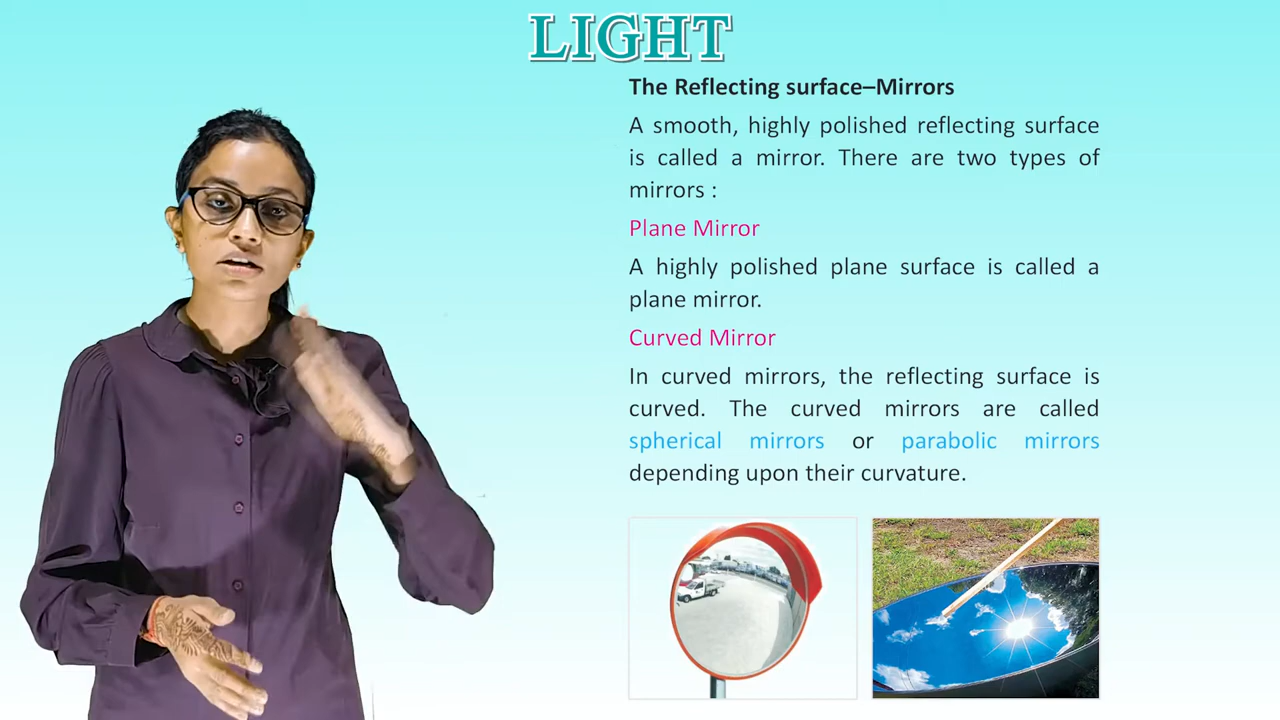 LIGHT
The Reflecting surface–Mirrors
A smooth, highly polished reflecting surface
is called a mirror. There are two types of
mirrors :
Plane Mirror
A highly polished plane surface is called a
plane mirror.
Curved Mirror
In curved mirrors, the reflecting surface is
curved. The curved mirrors are called
spherical mirrors or parabolic mirrors
depending upon their curvature.